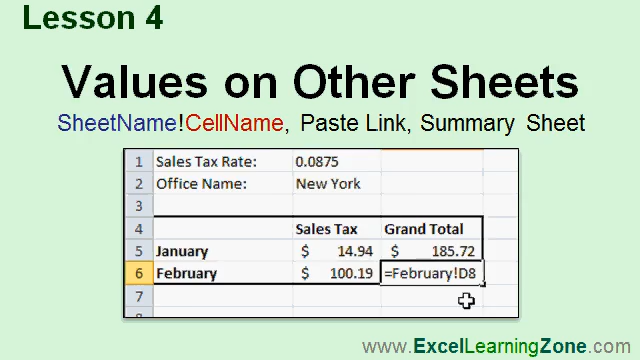 Lesson 4
Values on Other Sheets
SheetName!CellName, Paste Link, Summary Sheet
1 Sales Tax Rate: 0.0875
2 Office Name: New York
3
4 Sales Tax Grand Total
5 January $ 14.94 $ 185.72
6 February $ 100.19 =February!D8
7
www.ExcelLearningZone.com